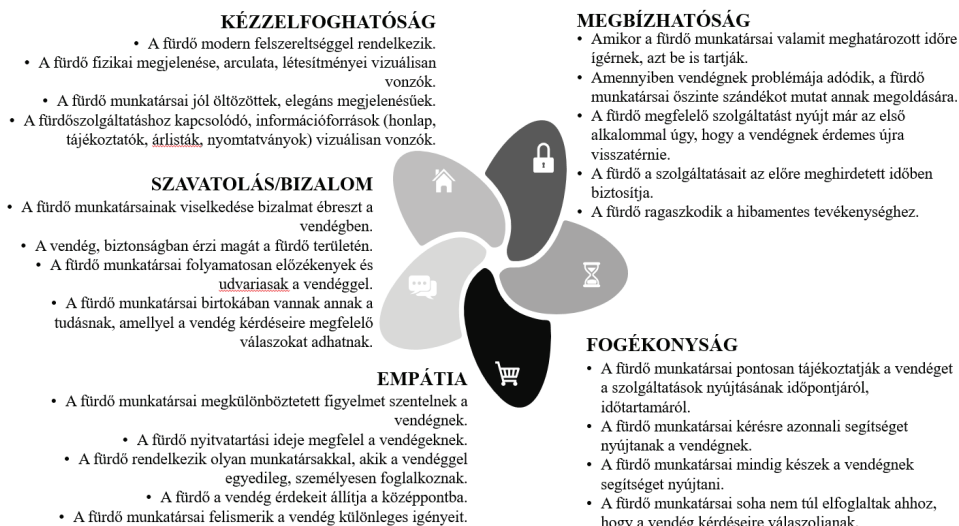 KÉZZELFOGHATÓSÁG
• A fürdő modern felszereltséggel rendelkezik.
• A fürdő fizikai megjelenése, arculata, létesítményei vizuálisan
vonzók.
• A fürdő munkatársai jól öltözöttek, elegáns megjelenésűek.
• A fürdőszolgáltatáshoz kapcsolódó, információforrások (honlap,
tájékoztatók, árlisták, nyomtatványok) vizuálisan vonzók.
SZAVATOLÁS/BIZALOM
• A fürdő munkatársainak viselkedése bizalmat ébreszt a
vendégben.
• A vendég, biztonságban érzi magát a fürdő területén.
• A fürdő munkatársai folyamatosan előzékenyek és
udvariasak a vendéggel.
• A fürdő munkatársai birtokában vannak annak a
tudásnak, amellyel a vendég kérdéseire megfelelő
válaszokat adhatnak.
EMPÁTIA
• A fürdő munkatársai megkülönböztetett figyelmet szentelnek a
vendégnek.
• A fürdő nyitvatartási ideje megfelel a vendégeknek.
• A fürdő rendelkezik olyan munkatársakkal, akik a vendéggel
egyedileg, személyesen foglalkoznak.
• A fürdő a vendég érdekeit állítja a középpontba.
• A fürdő munkatársai felismerik a vendég különleges igényeit.
MEGBÍZHATÓSÁG
• Amikor a fürdő munkatársai valamit meghatározott időre
ígérnek, azt be is tartják.
• Amennyiben vendégnek problémája adódik, a fürdő
munkatársai őszinte szándékot mutat annak megoldására.
• A fürdő megfelelő szolgáltatást nyújt már az első
alkalommal úgy, hogy a vendégnek érdemes újra
visszatérnie.
• A fürdő a szolgáltatásait az előre meghirdetett időben
biztosítja.
• A fürdő ragaszkodik a hibamentes tevékenységhez.
FOGÉKONYSÁG
• A fürdő munkatársai pontosan tájékoztatják a vendéget
a szolgáltatások nyújtásának időpontjáról,
időtartamáról.
• A fürdő munkatársai kérésre azonnali segítséget
nyújtanak a vendégnek.
• A fürdő munkatársai mindig készek a vendégnek
segítséget nyújtani.
• A fürdő munkatársai soha nem túl elfoglaltak ahhoz,
hogy a vendég kérdéseire válaszoljanak.